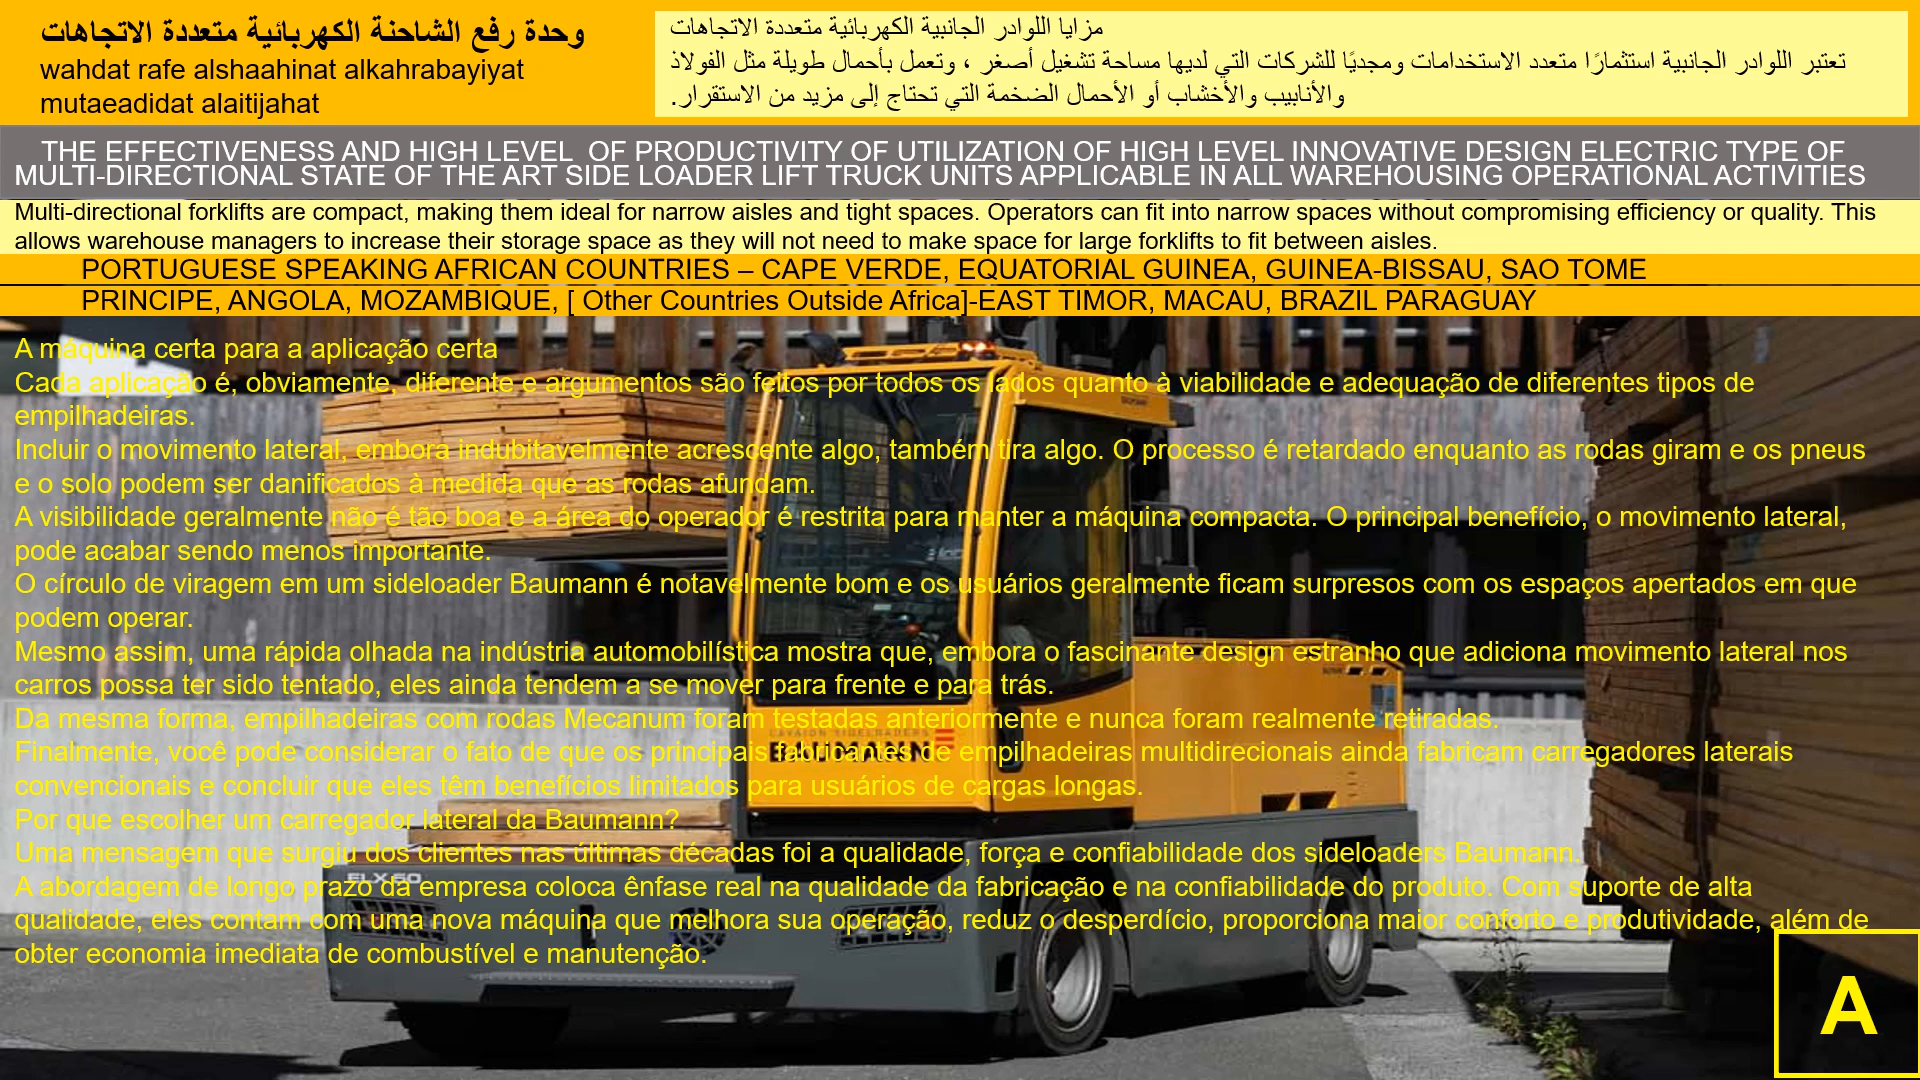 وحدة رفع الشاحنة الكهربائية متعددة الاتجاهات
wahdat rafe alshaahinat alkahrabayiyat
mutaeadidat alaitijahat
مزايا اللوادر الجانبية الكهربائية متعددة الاتجاهات
تعتبر اللوادر الجانبية استثمارًا متعدد الاستخدامات ومجديًا للشركات التي لديها مساحة تشغيل أصغر ، وتعمل بأحمال طويلة مثل الفولاذ
والأنابيب والأخشاب أو الأحمال الضخمة التي تحتاج إلى مزيد من الاستقرار.
THE EFFECTIVENESS AND HIGH LEVEL OF PRODUCTIVITY OF UTILIZATION OF HIGH LEVEL INNOVATIVE DESIGN ELECTRIC TYPE OF
MULTI-DIRECTIONAL STATE OF THE ART SIDE LOADER LIFT TRUCK UNITS APPLICABLE IN ALL WAREHOUSING OPERATIONAL ACTIVITIES
Multi-directional forklifts are compact, making them ideal for narrow aisles and tight spaces. Operators can fit into narrow spaces without compromising efficiency or quality. This
allows warehouse managers to increase their storage space as they will not need to make space for large forklifts to fit between aisles.
PORTUGUESE SPEAKING AFRICAN COUNTRIES – CAPE VERDE, EQUATORIAL GUINEA, GUINEA-BISSAU, SAO TOME
PRINCIPE, ANGOLA, MOZAMBIQUE, [ Other Countries Outside Africa]-EAST TIMOR, MACAU, BRAZIL PARAGUAY
A máquina certa para a aplicação certa
Cada aplicação é, obviamente, diferente e argumentos são feitos por todos os lados quanto à viabilidade e adequação de diferentes tipos de
empilhadeiras.
Incluir o movimento lateral, embora indubitavelmente acrescente algo, também tira algo. O processo é retardado enquanto as rodas giram e os pneus
e o solo podem ser danificados à medida que as rodas afundam.
A visibilidade geralmente não é tão boa e a área do operador é restrita para manter a máquina compacta. O principal benefício, o movimento lateral,
pode acabar sendo menos importante.
O círculo de viragem em um sideloader Baumann é notavelmente bom e os usuários geralmente ficam surpresos com os espaços apertados em que
podem operar.
Mesmo assim, uma rápida olhada na indústria automobilística mostra que, embora o fascinante design estranho que adiciona movimento lateral nos
carros possa ter sido tentado, eles ainda tendem a se mover para frente e para trás.
Da mesma forma, empilhadeiras com rodas Mecanum foram testadas anteriormente e nunca foram realmente retiradas.
Finalmente, você pode considerar o fato de que os principais fabricantes de empilhadeiras multidirecionais ainda fabricam carregadores laterais
convencionais e concluir que eles têm benefícios limitados para usuários de cargas longas.
Por que escolher um carregador lateral da Baumann?
Uma mensagem que surgiu dos clientes nas últimas décadas foi a qualidade, força e confiabilidade dos sideloaders Baumann.
A abordagem de longo prazo da empresa coloca ênfase real na qualidade da fabricação e na confiabilidade do produto. Com suporte de alta
qualidade, eles contam com uma nova máquina que melhora sua operação, reduz o desperdício, proporciona maior conforto e produtividade, além de
obter economia imediata de combustível e manutenção.
BAUMANN
ELX50
A